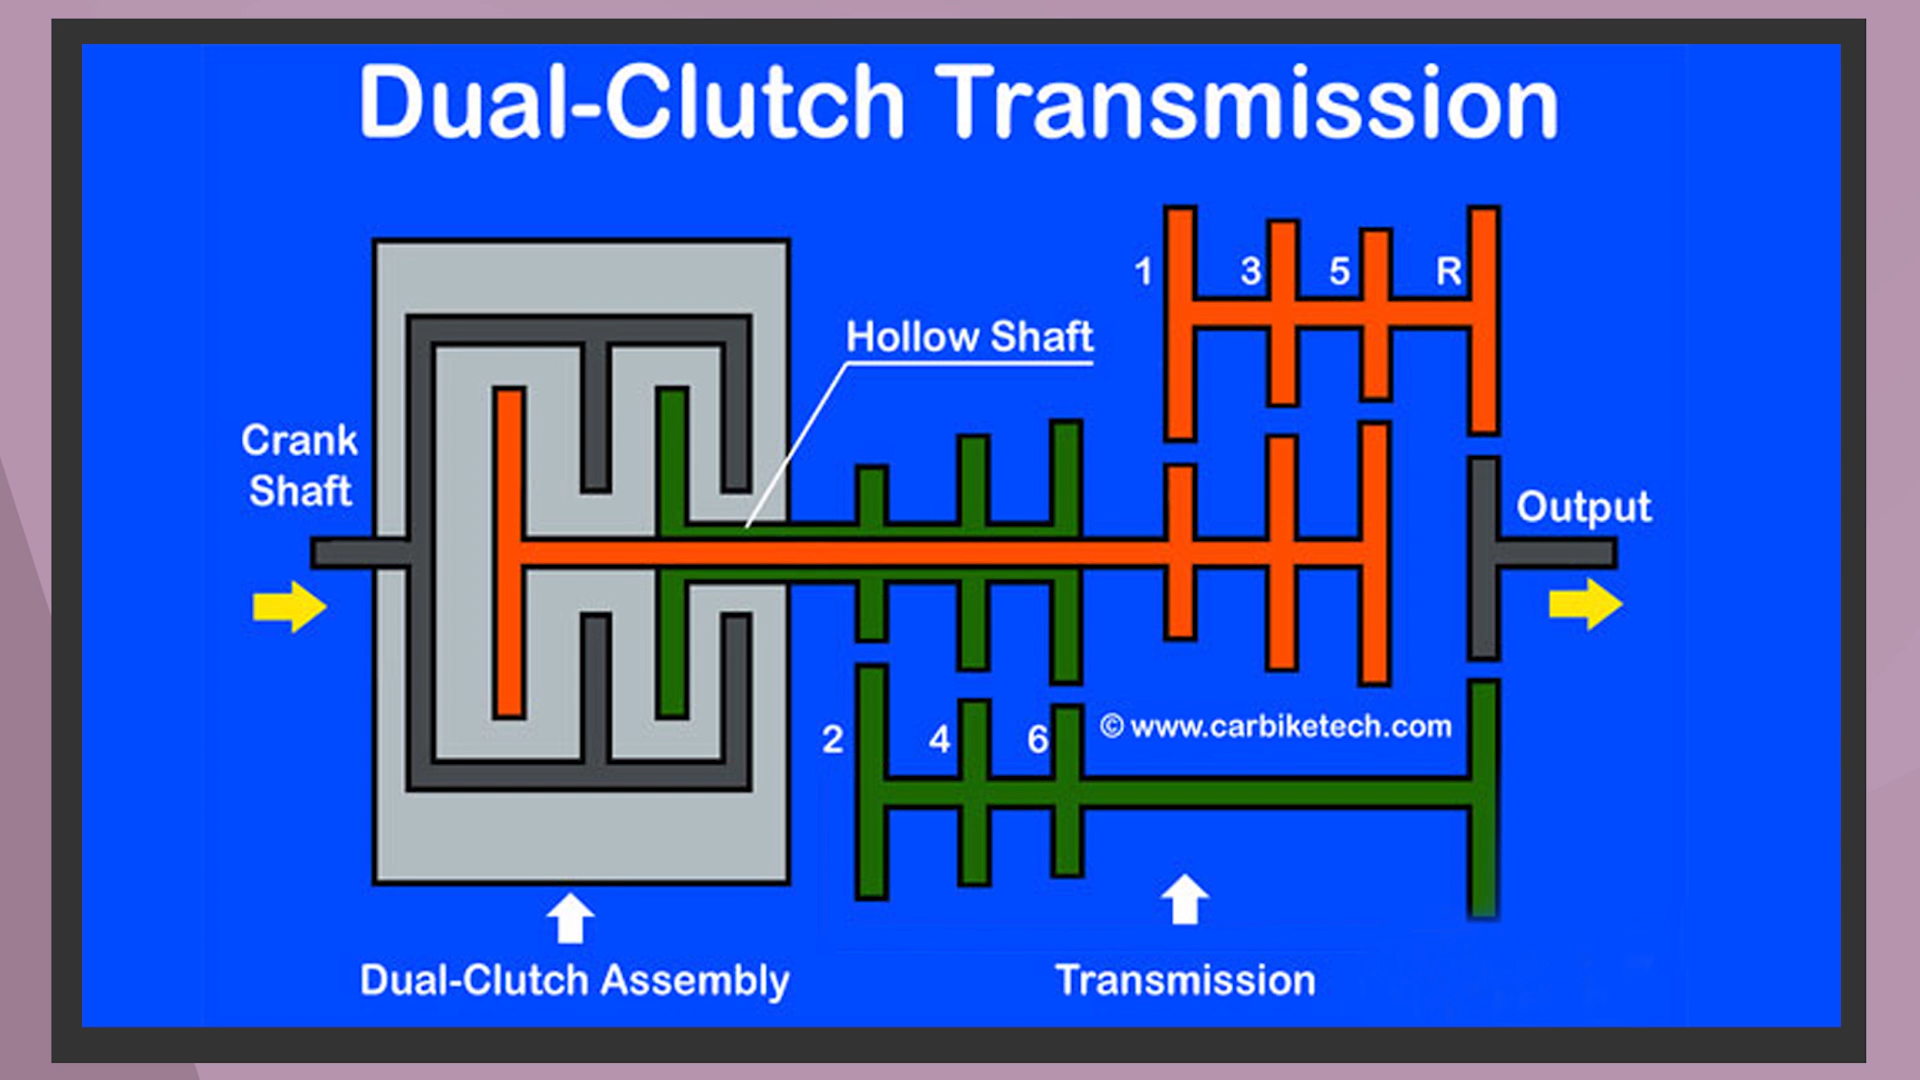 Dual-Clutch Transmission
1 3 5 R
Hollow Shaft
Crank
Shaft
Output
2 4 6
© www.carbiketech.com
Dual-Clutch Assembly
Transmission